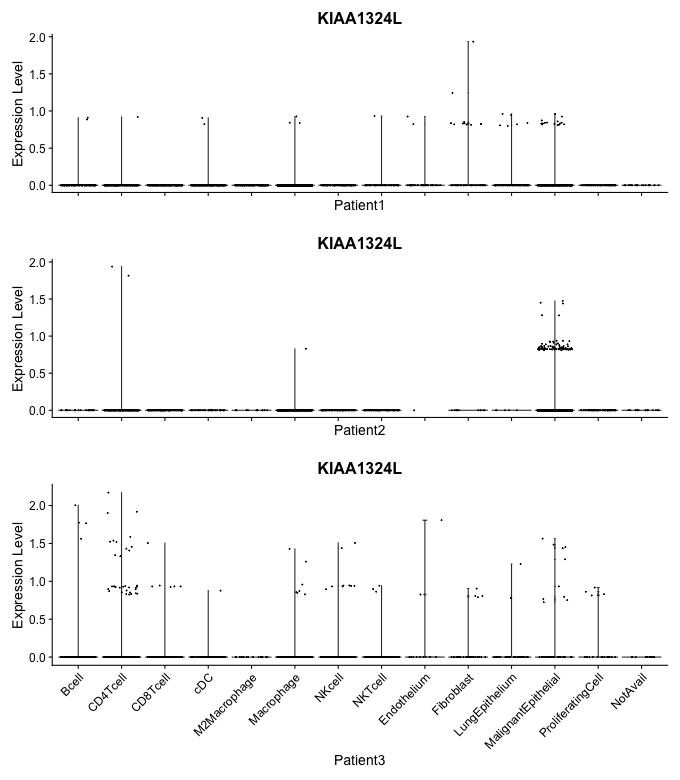 KIAA1324L
2.0
1.5
1.0
0.5
0.0
Expression Level
Patient1
KIAA1324L
2.0
1.5
1.0
0.5
0.0
Expression Level
Patient2
KIAA1324L
2.0
1.5
1.0
0.5
0.0
Expression Level
Bcell
CD4Tcell
CD8Tcell
cDC
M2Macrophage
Macrophage
NKcell
NKTcell
Endothelium
Fibroblast
LungEpithelium
MalignantEpithelial
ProliferatingCell
NotAvail
Patient3